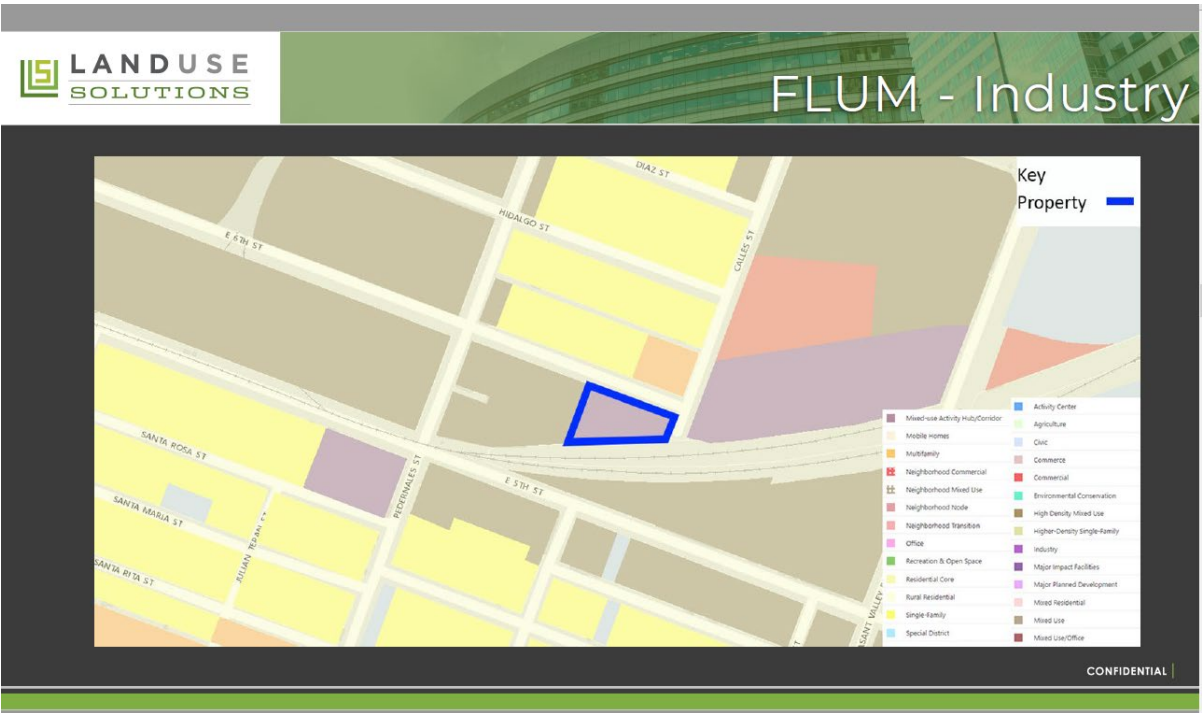 LANDUSE
SOLUTIONS
FLUM - Industry
Key
Property
DIAZ ST
HIDALGO ST
CALLES ST
E 6TH ST
SANTA ROSA ST
PEDERNALES ST
E 5TH ST
SANTA MARIA ST
JULIAN TERAN ST
SANTA RITA ST
ASANT VALLEY
ST
Mixed-use Activity Hub/Corridor
Mobile Homes
Multifamily
Neighborhood Commercial
Neighborhood Mixed Use
Neighborhood Node
Neighborhood Transition
Office
Recreation & Open Space
Residential Core
Rural Residential
Single-Family
Special District
Activity Center
Agriculture
Civic
Commerce
Commercial
Environmental Conservation
High Density Mixed Use
Higher-Density Single-Family
Industry
Major Impact Facilities
Major Planned Development
Mixed Residential
Mixed Use
Mixed Use/Office
CONFIDENTIAL